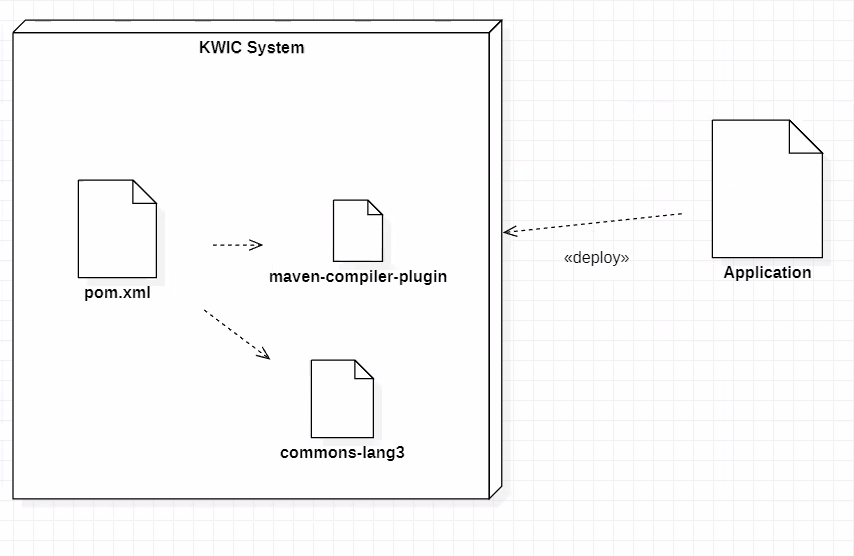 KWIC System
pom.xml
maven-compiler-plugin
commons-lang3
«deploy»
Application